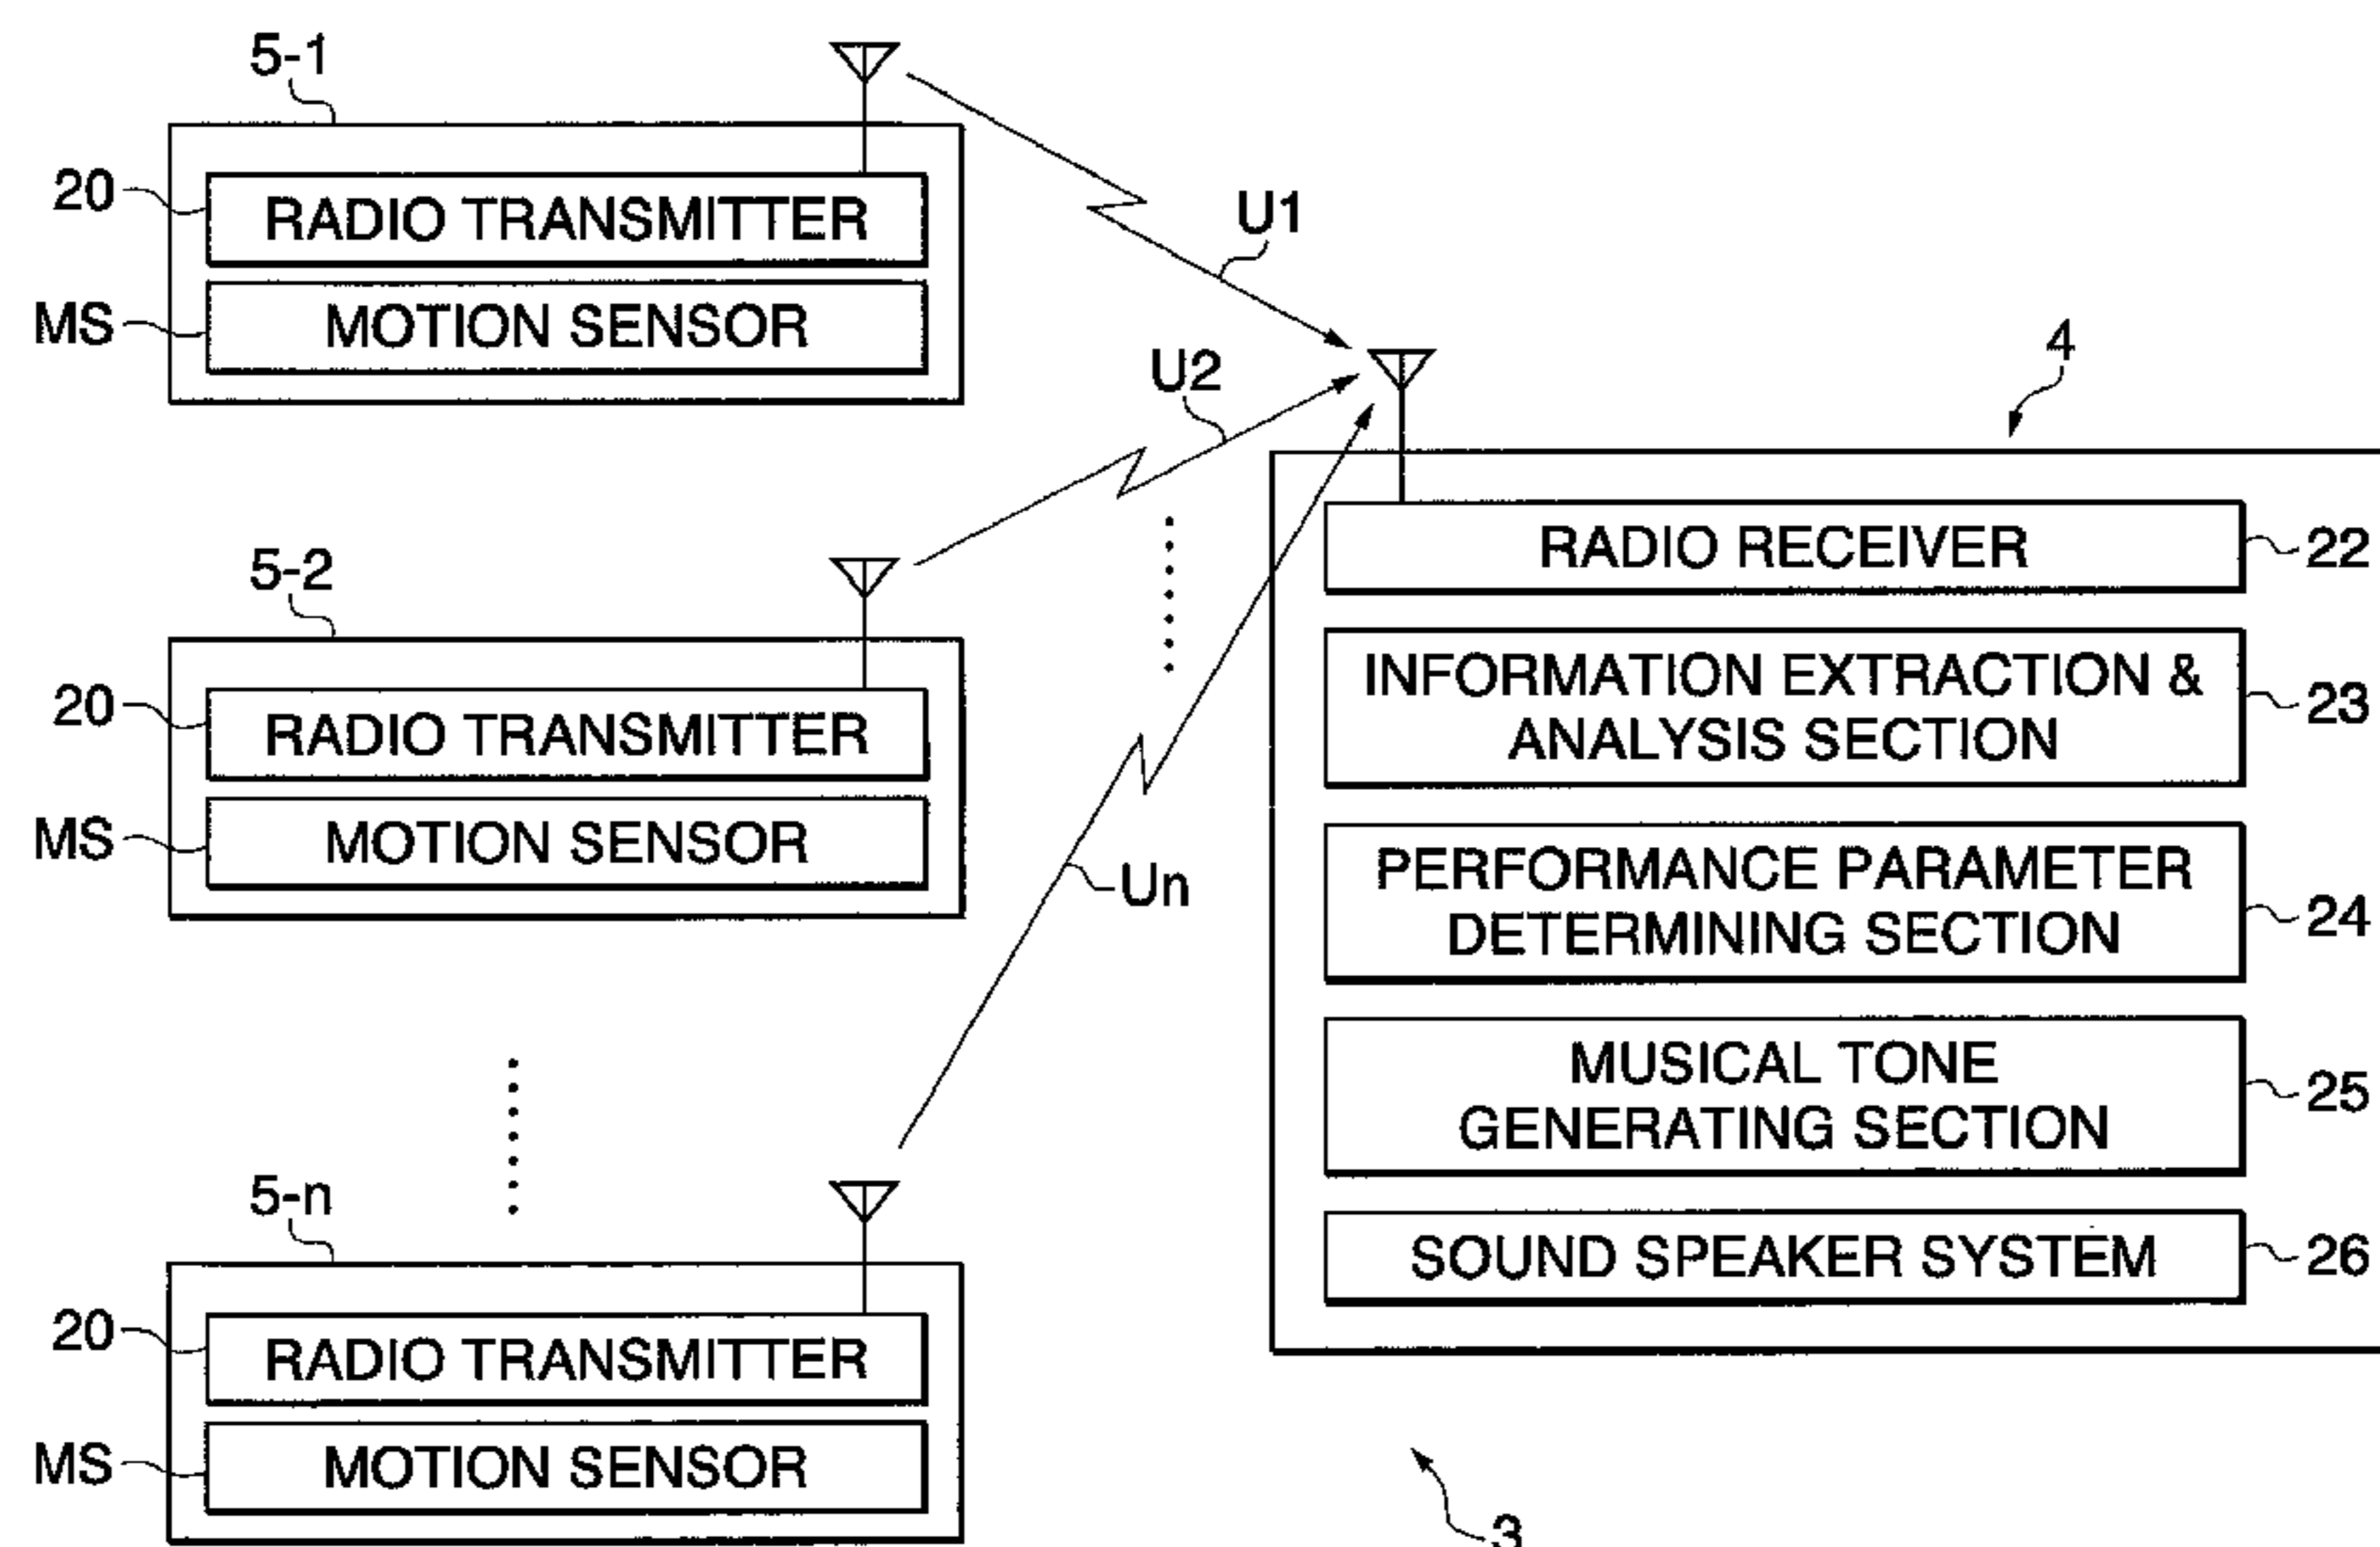 5-1
20
RADIO TRANSMITTER
MS
MOTION SENSOR
U1
U2
4
5-2
20
RADIO TRANSMITTER
MS
MOTION SENSOR
Un
5-n
20
RADIO TRANSMITTER
MS
MOTION SENSOR
RADIO RECEIVER
22
INFORMATION EXTRACTION &
ANALYSIS SECTION
23
PERFORMANCE PARAMETER
DETERMINING SECTION
24
MUSICAL TONE
GENERATING SECTION
25
SOUND SPEAKER SYSTEM
26
3